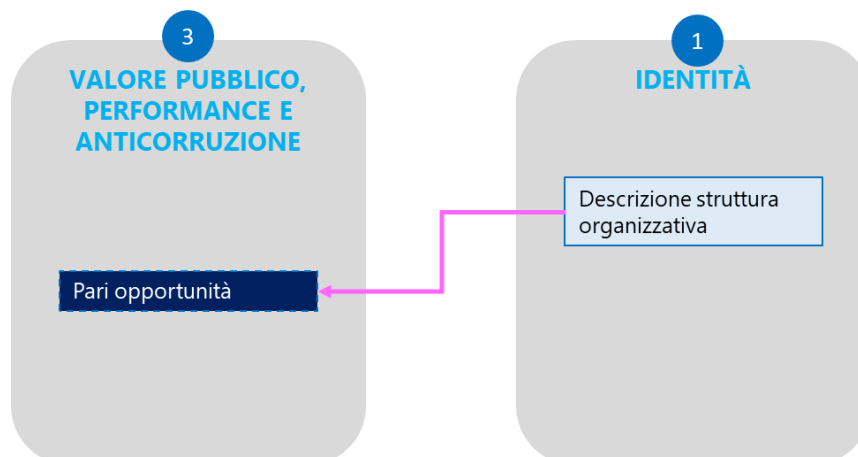 3
VALORE PUBBLICO,
PERFORMANCE E
ANTICORRUZIONE
Pari opportunità
1
IDENTITÀ
Descrizione struttura
organizzativa